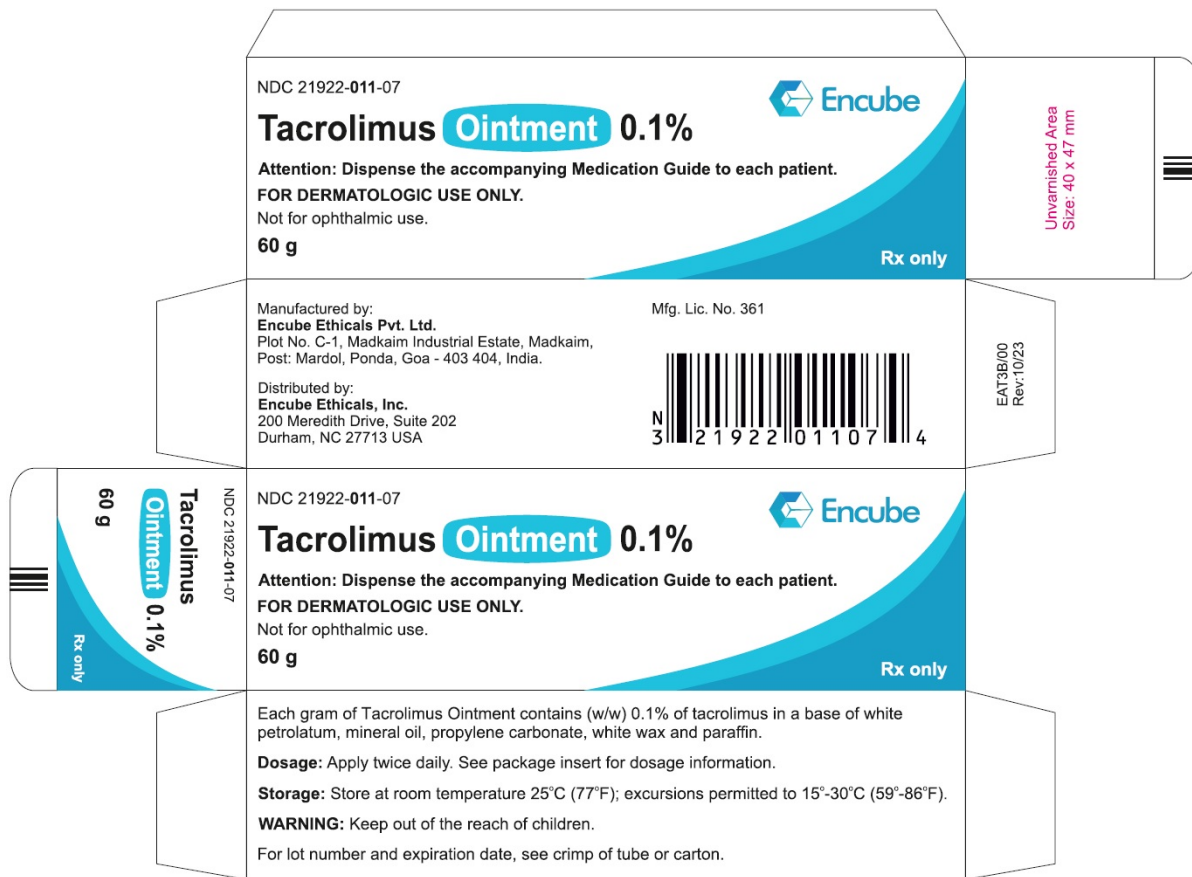 NDC 21922-011-07
Encube
Tacrolimus Ointment 0.1%
Attention: Dispense the accompanying Medication Guide to each patient.
FOR DERMATOLOGIC USE ONLY.
Not for ophthalmic use.
60 g
Rx only
Unvarnished Area
Size: 40 x 47 mm
Manufactured by:
Encube Ethicals Pvt. Ltd.
Plot No. C-1, Madkaim Industrial Estate, Madkaim,
Post: Mardol, Ponda, Goa - 403 404, India.
Distributed by:
Encube Ethicals, Inc.
200 Meredith Drive, Suite 202
Durham, NC 27713 USA
Mfg. Lic. No. 361
N
3 21922 01107 4
EAT3B/00
Rev:10/23
NDC 21922-011-07
Tacrolimus
Ointment 0.1%
60 g
Rx only
NDC 21922-011-07
Encube
Tacrolimus Ointment 0.1%
Attention: Dispense the accompanying Medication Guide to each patient.
FOR DERMATOLOGIC USE ONLY.
Not for ophthalmic use.
60 g
Rx only
Each gram of Tacrolimus Ointment contains (w/w) 0.1% of tacrolimus in a base of white
petrolatum, mineral oil, propylene carbonate, white wax and paraffin.
Dosage: Apply twice daily. See package insert for dosage information.
Storage: Store at room temperature 25°C (77°F); excursions permitted to 15°-30°C (59°-86°F).
WARNING: Keep out of the reach of children.
For lot number and expiration date, see crimp of tube or carton.